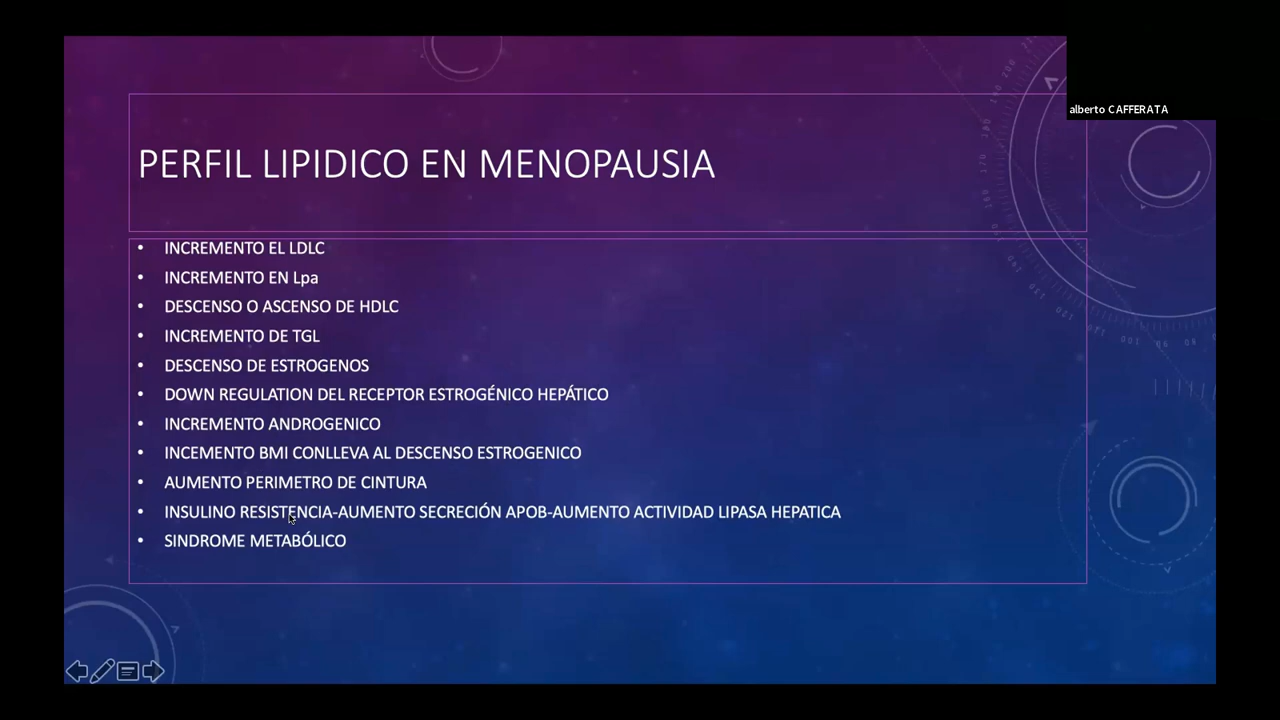 alberto CAFFERATA
PERFIL LIPIDICO EN MENOPAUSIA
• INCREMENTO EL LDLC
• INCREMENTO EN Lpa
• DESCENSO O ASCENSO DE HDLC
• INCREMENTO DE TGL
• DESCENSO DE ESTROGENOS
• DOWN REGULATION DEL RECEPTOR ESTROGÉNICO HEPÁTICO
• INCREMENTO ANDROGENICO
• INCEMENTO BMI CONLLEVA AL DESCENSO ESTROGENICO
• AUMENTO PERIMETRO DE CINTURA
• INSULINO RESISTENCIA-AUMENTO SECRECIÓN APOB-AUMENTO ACTIVIDAD LIPASA HEPATICA
• SINDROME METABÓLICO